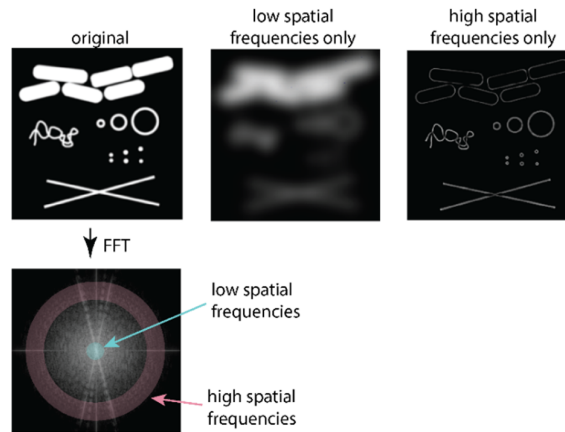 original
low spatial
frequencies only
high spatial
frequencies only
FFT
low spatial
frequencies
high spatial
frequencies